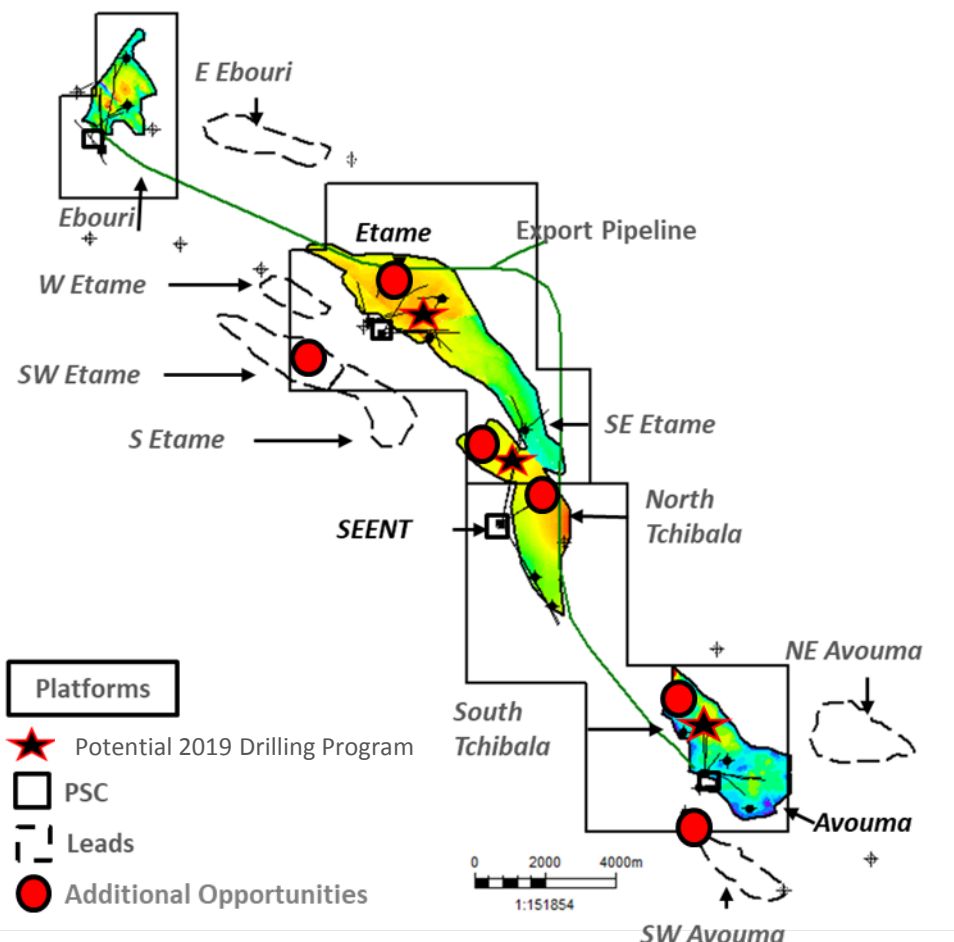 E Ebouri
Ebouri
Etame
Export Pipeline
W Etame
SW Etame
S Etame
SE Etame
SEENT
North
Tchibala
NE Avouma
South
Tchibala
Avouma
SW Avouma
Platforms
Potential 2019 Drilling Program
PSC
Leads
Additional Opportunities
0 2000 4000m
1:151854